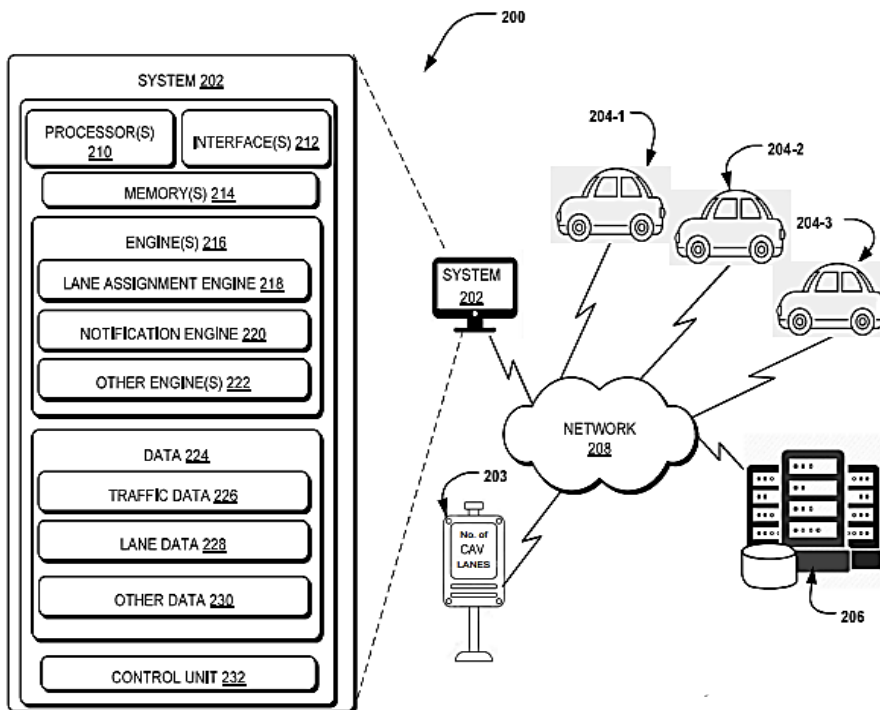 200
SYSTEM 202
PROCESSOR(S)
210
INTERFACE(S) 212
MEMORY(S) 214
ENGINE(S) 216
LANE ASSIGNMENT ENGINE 218
NOTIFICATION ENGINE 220
OTHER ENGINE(S) 222
DATA 224
TRAFFIC DATA 226
LANE DATA 228
OTHER DATA 230
CONTROL UNIT 232
SYSTEM
202
204-1
204-2
204-3
NETWORK
208
203
No. of
CAV
LANES
206